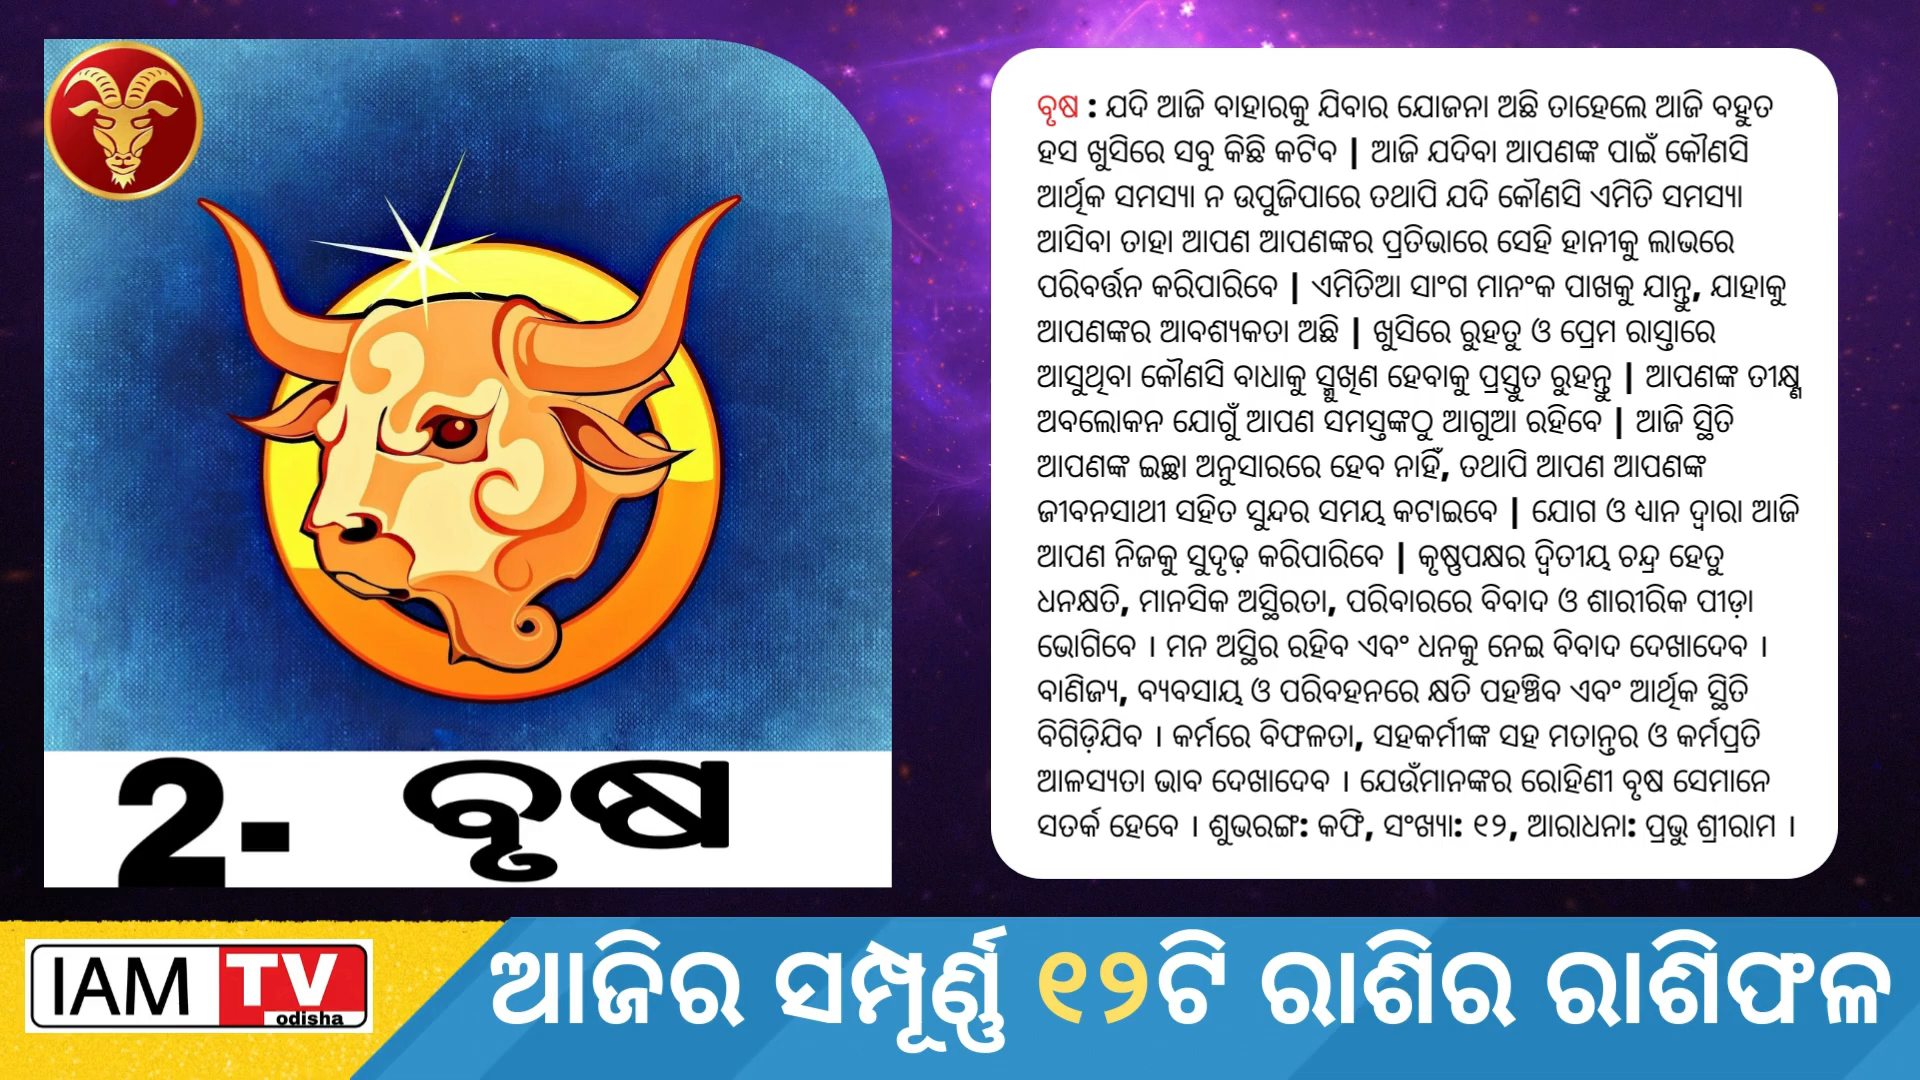 ବୃଷ : ଯଦି ଆଜି ବାହାରକୁ ଯିବାର ଯୋଜନା ଅଛି ତାହେଲେ ଆଜି ବହୁତ
ହସ ଖୁସିରେ ସବୁ କିଛି କଟିବ | ଆଜି ଯଦିବା ଆପଣଙ୍କ ପାଇଁ କୌଣସି
ଆର୍ଥିକ ସମସ୍ୟା ନ ଉପୁଜିପାରେ ତଥାପି ଯଦି କୌଣସି ଏମିତି ସମସ୍ୟା
ଆସିବା ତାହା ଆପଣ ଆପଣଙ୍କର ପ୍ରତିଭାରେ ସେହି ହାନୀକୁ ଲାଭରେ
ପରିବର୍ତ୍ତନ କରିପାରିବେ | ଏମିତିଆ ସାଂଗ ମାନଂକ ପାଖକୁ ଯାନ୍ତୁ, ଯାହାକୁ
ଆପଣଙ୍କର ଆବଶ୍ୟକତା ଅଛି | ଖୁସିରେ ରୁହତୁ ଓ ପ୍ରେମ ରାସ୍ତାରେ
ଆସୁଥିବା କୌଣସି ବାଧାକୁ ସ୍ମୁଖିଣ ହେବାକୁ ପ୍ରସ୍ତୁତ ରୁହନ୍ତୁ | ଆପଣଙ୍କ ତୀକ୍ଷ୍ଣ
ଅବଲୋକନ ଯୋଗୁଁ ଆପଣ ସମସ୍ତଙ୍କଠୁ ଆଗୁଆ ରହିବେ | ଆଜି ସ୍ଥିତି
ଆପଣଙ୍କ ଇଚ୍ଛା ଅନୁସାରରେ ହେବ ନାହିଁ, ତଥାପି ଆପଣ ଆପଣଙ୍କ
ଜୀବନସାଥୀ ସହିତ ସୁନ୍ଦର ସମୟ କଟାଇବେ | ଯୋଗ ଓ ଧ୍ୟାନ ଦ୍ୱାରା ଆଜି
ଆପଣ ନିଜକୁ ସୁଦୃଢ଼ କରିପାରିବେ | କୃଷ୍ଣପକ୍ଷର ଦ୍ୱିତୀୟ ଚନ୍ଦ୍ର ହେତୁ
ଧନକ୍ଷତି, ମାନସିକ ଅସ୍ଥିରତା, ପରିବାରରେ ବିବାଦ ଓ ଶାରୀରିକ ପୀଡ଼ା
ଭୋଗିବେ । ମନ ଅସ୍ଥିର ରହିବ ଏବଂ ଧନକୁ ନେଇ ବିବାଦ ଦେଖାଦେବ ।
ବାଣିଜ୍ୟ, ବ୍ୟବସାୟ ଓ ପରିବହନରେ କ୍ଷତି ପହଞ୍ଚିବ ଏବଂ ଆର୍ଥିକ ସ୍ଥିତି
ବିଗିଡ଼ିଯିବ । କର୍ମରେ ବିଫଳତା, ସହକର୍ମୀଙ୍କ ସହ ମତାନ୍ତର ଓ କର୍ମପ୍ରତି
ଆଳସ୍ୟତା ଭାବ ଦେଖାଦେବ । ଯେଉଁମାନଙ୍କର ରୋହିଣୀ ବୃଷ ସେମାନେ
ସତର୍କ ହେବେ । ଶୁଭରଙ୍ଗ: କଫି, ସଂଖ୍ୟା: ୧୨, ଆରାଧନା: ପ୍ରଭୁ ଶ୍ରୀରାମ ।
2- ବୃଷ
IAM TV odisha
ଆଜିର ସମ୍ପୂର୍ଣ୍ଣ ୧୨ଟି ରାଶିର ରାଶିଫଳ